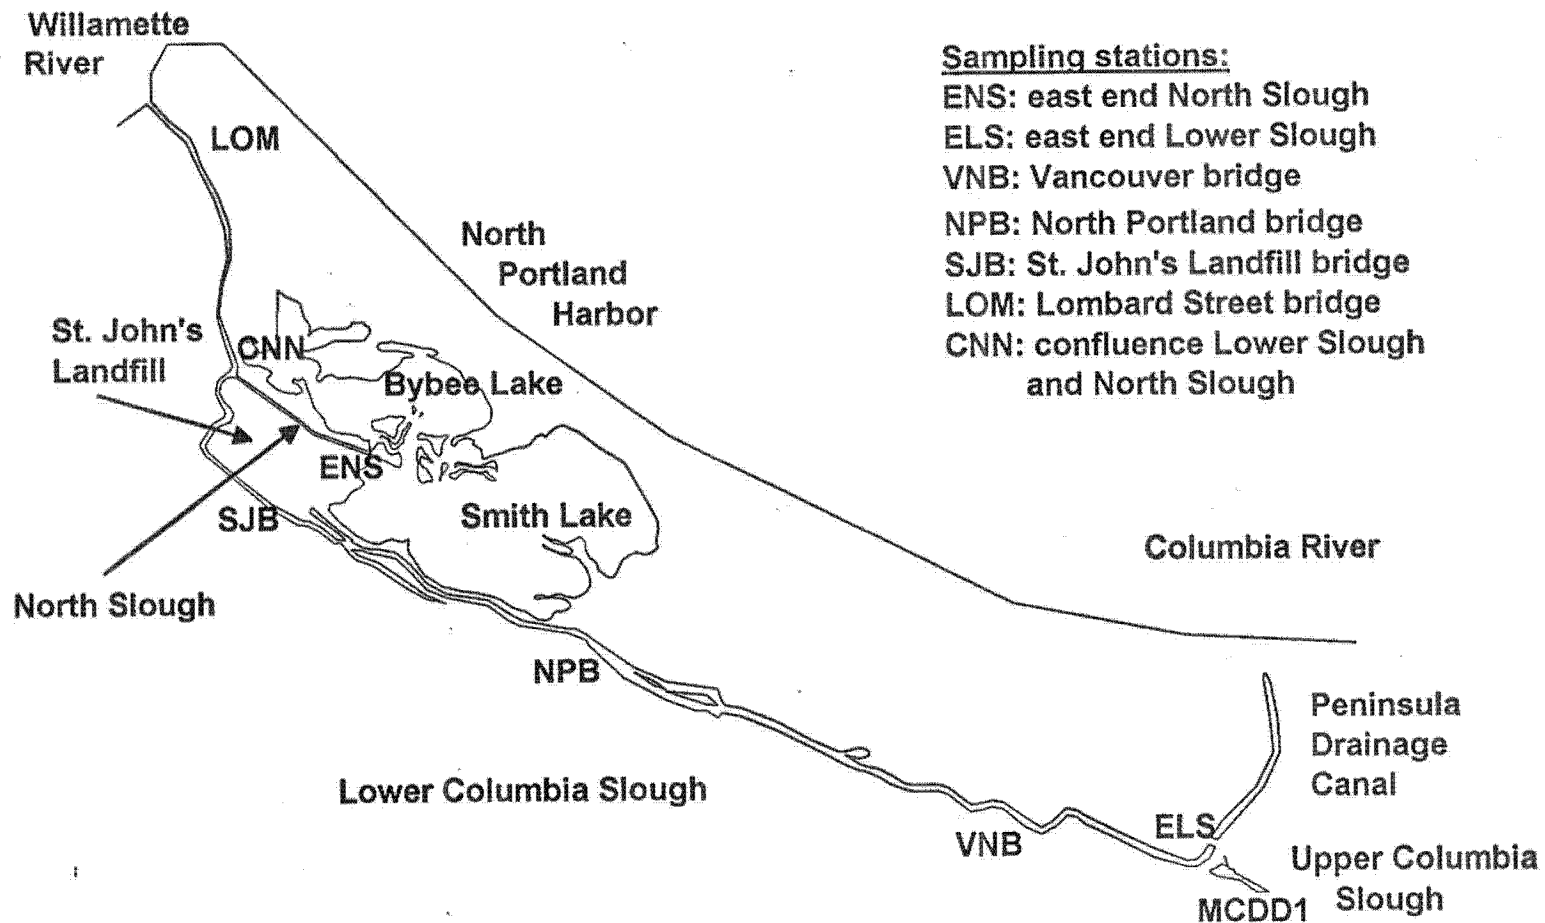 Willamette
River
Sampling stations:
ENS: east end North Slough
ELS: east end Lower Slough
VNB: Vancouver bridge
NPB: North Portland bridge
SJB: St. John's Landfill bridge
LOM: Lombard Street bridge
CNN: confluence Lower Slough
and North Slough
LOM
North
Portland
Harbor
St. John's
Landfill
CNN
Bybee Lake
ENS
SJB
Smith Lake
Columbia River
North Slough
NPB
Peninsula
Drainage
Canal
Lower Columbia Slough
VNB
ELS
Upper Columbia
Slough
MCDD1